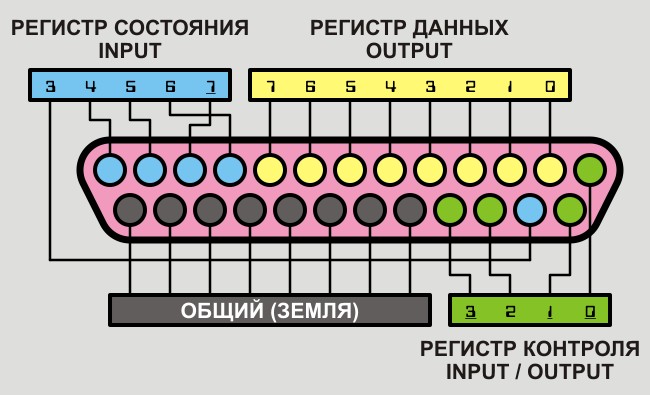 РЕГИСТР СОСТОЯНИЯ
INPUT
РЕГИСТР ДАННЫХ
OUTPUT
3 4 5 6 7
7 6 5 4 3 2 1 0
ОБЩИЙ (ЗЕМЛЯ)
3 2 1 0
РЕГИСТР КОНТРОЛЯ
INPUT / OUTPUT